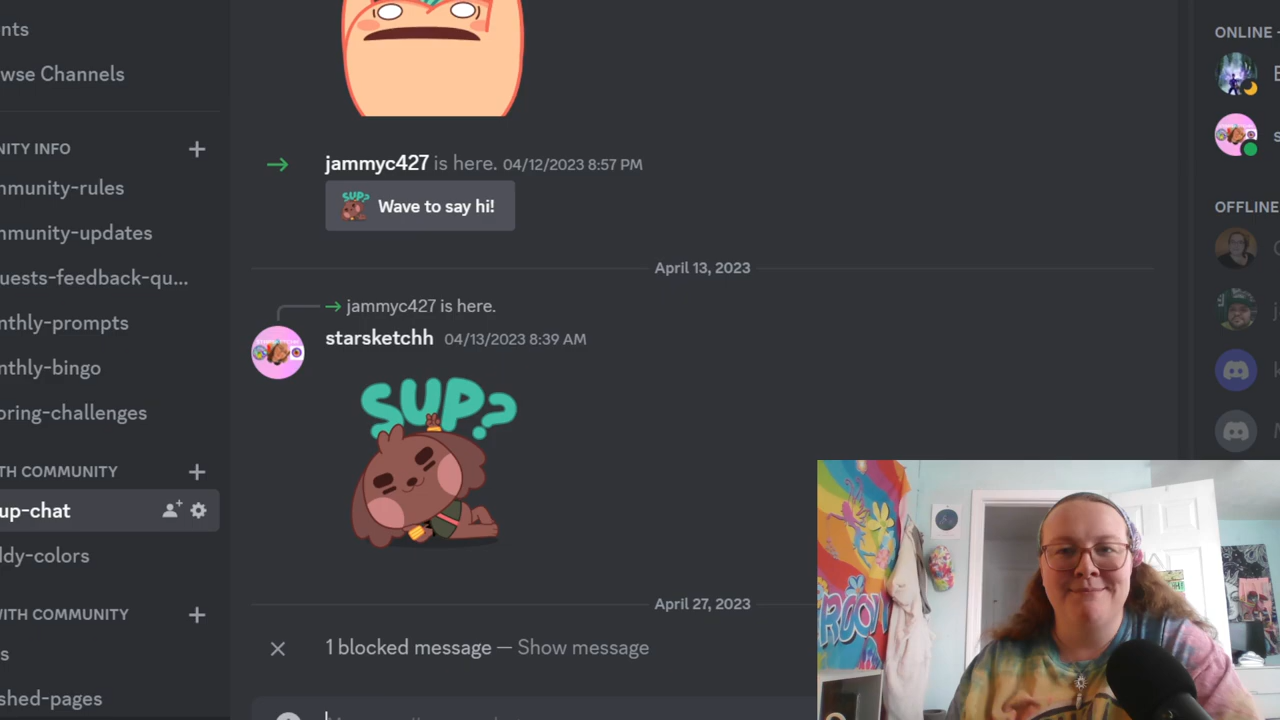 nts
wse Channels
NITY INFO
mmunity-rules
mmunity-updates
uests-feedback-qu...
nthly-prompts
nthly-bingo
oring-challenges
TH COMMUNITY
up-chat
ddy-colors
WITH COMMUNITY
s
shed-pages
jammyc427 is here. 04/12/2023 8:57 PM
SUP?
Wave to say hi!
April 13, 2023
jammyc427 is here.
starsketchh 04/13/2023 8:39 AM
SUP?
April 27, 2023
1 blocked message — Show message
ONLINE -
E
s
OFFLINE
j
k
ROOV